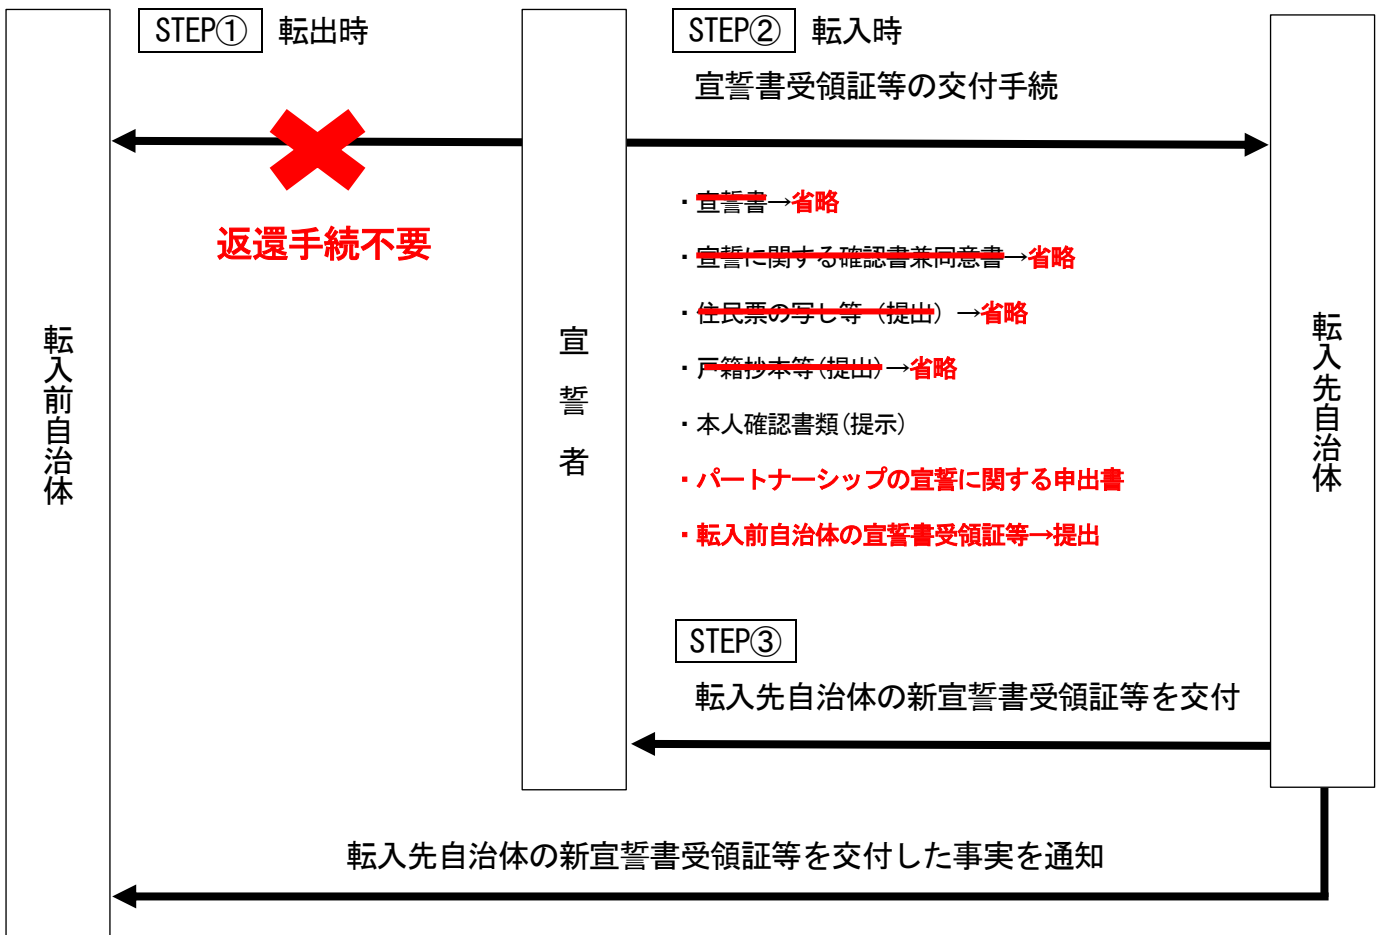 STEP① 転出時
返還手続不要
転入前自治体
宣誓者
STEP② 転入時
宣誓書受領証等の交付手続
・宣誓書→省略
・宣誓に関する確認書兼同意書→省略
・住民票の写し等（提出）→省略
・戸籍抄本等(提出)→省略
・本人確認書類(提示)
・パートナーシップの宣誓に関する申出書
・転入前自治体の宣誓書受領証等→提出
STEP③
転入先自治体の新宣誓書受領証等を交付
転入先自治体
転入先自治体の新宣誓書受領証等を交付した事実を通知